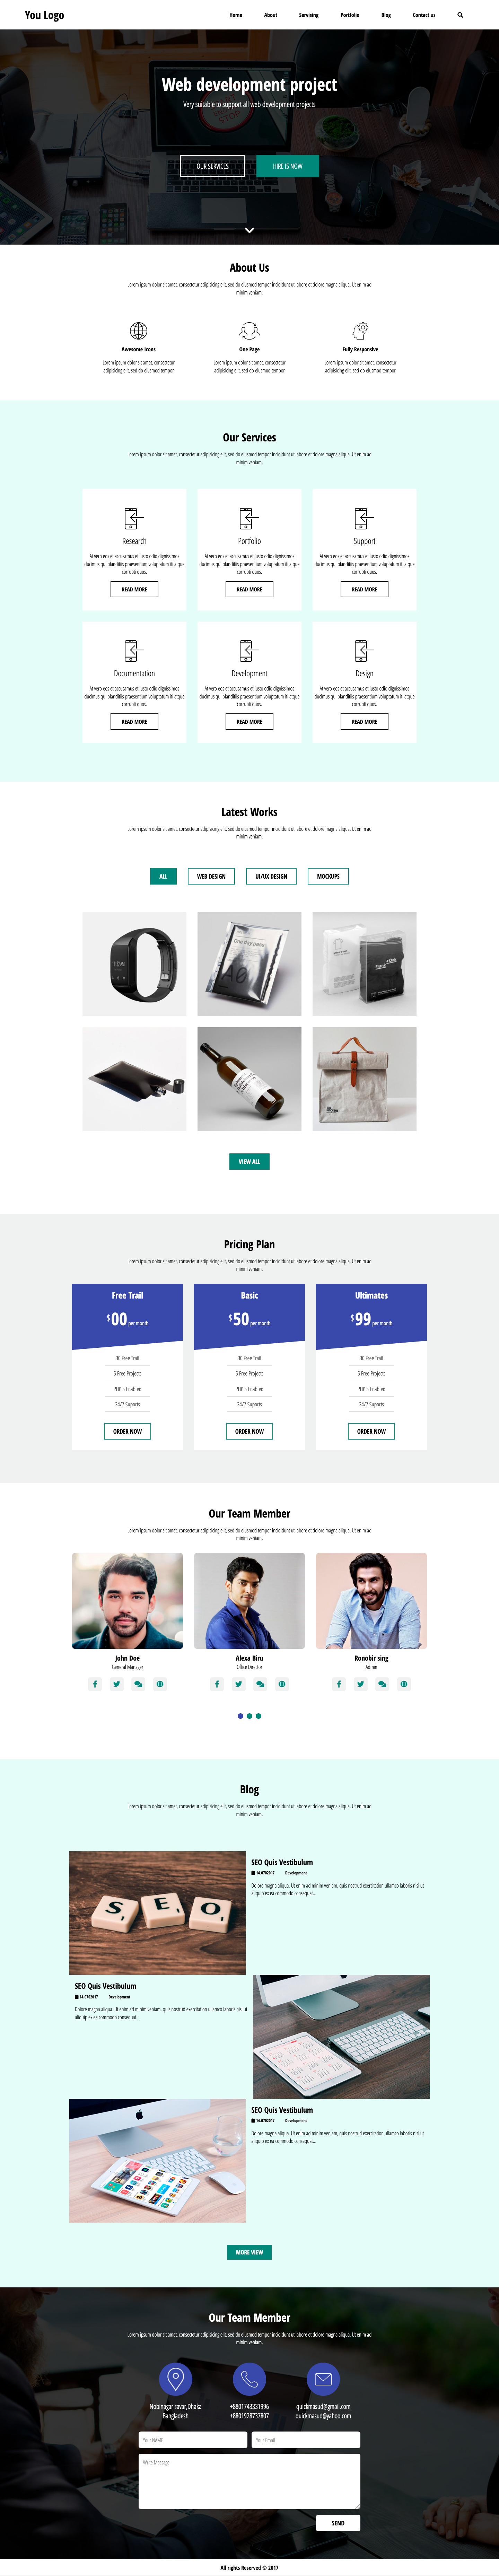 You Logo
Home About Servising Portfolio Blog Contact us
Web development project
Very suitable to support all web development projects
OUR SERVICES HIRE IS NOW
About Us
Lorem ipsum dolor sit amet, consectetur adipisicing elit, sed do eiusmod tempor incididunt ut labore et dolore magna aliqua. Ut enim ad
minim veniam,
Awesome Icons
Lorem ipsum dolor sit amet, consectetur
adipisicing elit, sed do eiusmod tempor
One Page
Lorem ipsum dolor sit amet, consectetur
adipisicing elit, sed do eiusmod tempor
Fully Responsive
Lorem ipsum dolor sit amet, consectetur
adipisicing elit, sed do eiusmod tempor
Our Services
Lorem ipsum dolor sit amet, consectetur adipisicing elit, sed do eiusmod tempor incididunt ut labore et dolore magna aliqua. Ut enim ad
minim veniam,
Research
At vero eos et accusamus et iusto odio dignissimos
ducimus qui blanditiis praesentium voluptatum iti atque
corrupti quos.
READ MORE
Portfolio
At vero eos et accusamus et iusto odio dignissimos
ducimus qui blanditiis praesentium voluptatum iti atque
corrupti quos.
READ MORE
Support
At vero eos et accusamus et iusto odio dignissimos
ducimus qui blanditiis praesentium voluptatum iti atque
corrupti quos.
READ MORE
Documentation
At vero eos et accusamus et iusto odio dignissimos
ducimus qui blanditiis praesentium voluptatum iti atque
corrupti quos.
READ MORE
Development
At vero eos et accusamus et iusto odio dignissimos
ducimus qui blanditiis praesentium voluptatum iti atque
corrupti quos.
READ MORE
Design
At vero eos et accusamus et iusto odio dignissimos
ducimus qui blanditiis praesentium voluptatum iti atque
corrupti quos.
READ MORE
Latest Works
Lorem ipsum dolor sit amet, consectetur adipisicing elit, sed do eiusmod tempor incididunt ut labore et dolore magna aliqua. Ut enim ad
minim veniam,
ALL WEB DESIGN UI/UX DESIGN MOCKUPS
VIEW ALL
Pricing Plan
Lorem ipsum dolor sit amet, consectetur adipisicing elit, sed do eiusmod tempor incididunt ut labore et dolore magna aliqua. Ut enim ad
minim veniam,
Free Trail
$00 per month
30 Free Trail
5 Free Projects
PHP 5 Enabled
24/7 Suports
ORDER NOW
Basic
$50 per month
30 Free Trail
5 Free Projects
PHP 5 Enabled
24/7 Suports
ORDER NOW
Ultimates
$99 per month
30 Free Trail
5 Free Projects
PHP 5 Enabled
24/7 Suports
ORDER NOW
Our Team Member
Lorem ipsum dolor sit amet, consectetur adipisicing elit, sed do eiusmod tempor incididunt ut labore et dolore magna aliqua. Ut enim ad
minim veniam,
John Doe
General Manager
Alexa Biru
Office Director
Ronobir sing
Admin
Blog
Lorem ipsum dolor sit amet, consectetur adipisicing elit, sed do eiusmod tempor incididunt ut labore et dolore magna aliqua. Ut enim ad
minim veniam,
S E O
SEO Quis Vestibulum
14.0702017 Development
Dolore magna aliqua. Ut enim ad minim veniam, quis nostrud exercitation ullamco laboris nisi ut
aliquip ex ea commodo consequat...
SEO Quis Vestibulum
14.0702017 Development
Dolore magna aliqua. Ut enim ad minim veniam, quis nostrud exercitation ullamco laboris nisi ut
aliquip ex ea commodo consequat...
SEO Quis Vestibulum
14.0702017 Development
Dolore magna aliqua. Ut enim ad minim veniam, quis nostrud exercitation ullamco laboris nisi ut
aliquip ex ea commodo consequat...
MORE VIEW
Our Team Member
Lorem ipsum dolor sit amet, consectetur adipisicing elit, sed do eiusmod tempor incididunt ut labore et dolore magna aliqua. Ut enim ad
minim veniam,
Nobinagar savar,Dhaka
Bangladesh
+8801743331996
+8801928737807
quickmasud@gmail.com
quickmasud@yahoo.com
Your NAME Your Email
Write Massage
SEND
All rights Reserved © 2017